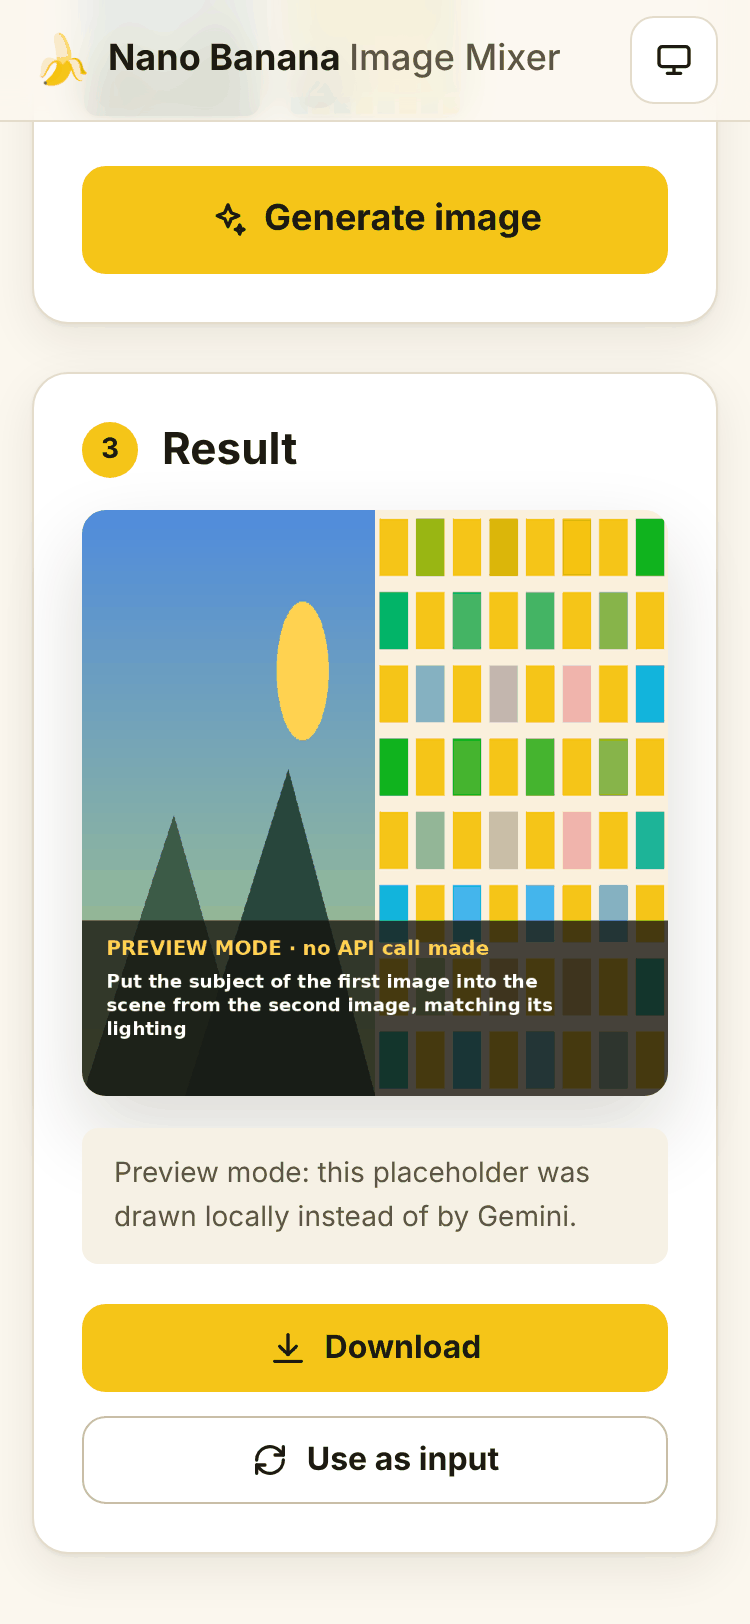 Nano Banana Image Mixer
Generate image
3 Result
PREVIEW MODE · no API call made
Put the subject of the first image into the
scene from the second image, matching its
lighting
Preview mode: this placeholder was
drawn locally instead of by Gemini.
Download
Use as input